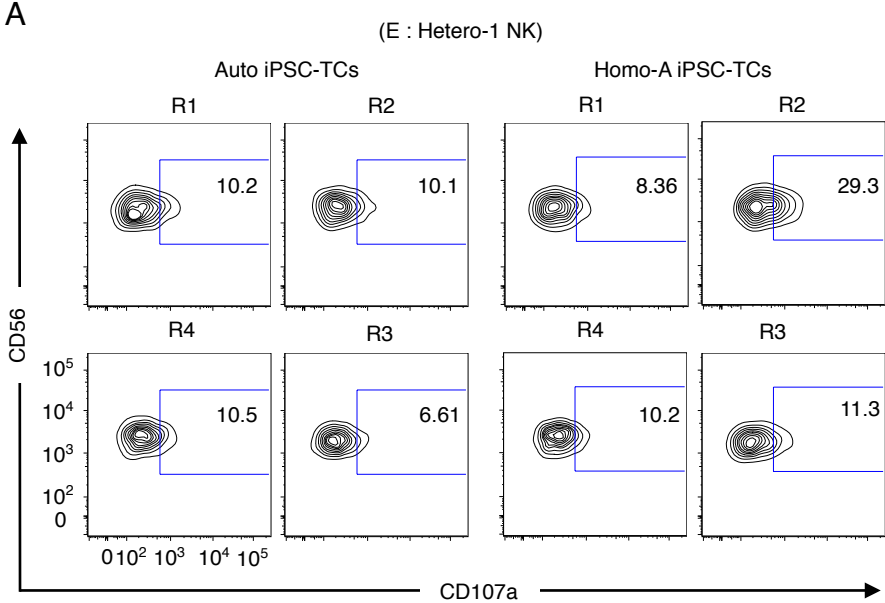 A
(E : Hetero-1 NK)
Auto iPSC-TCs
Homo-A iPSC-TCs
R1
R2
R1
R2
10.2
10.1
8.36
29.3
R4
R3
R4
R3
10.5
6.61
10.2
11.3
CD56
10⁵
10⁴
10³
10²
0
0 10² 10³ 10⁴ 10⁵
CD107a